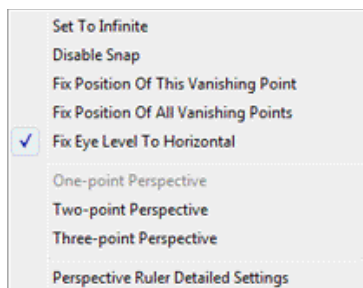 Set To Infinite
Disable Snap
Fix Position Of This Vanishing Point
Fix Position Of All Vanishing Points
Fix Eye Level To Horizontal
One-point Perspective
Two-point Perspective
Three-point Perspective
Perspective Ruler Detailed Settings